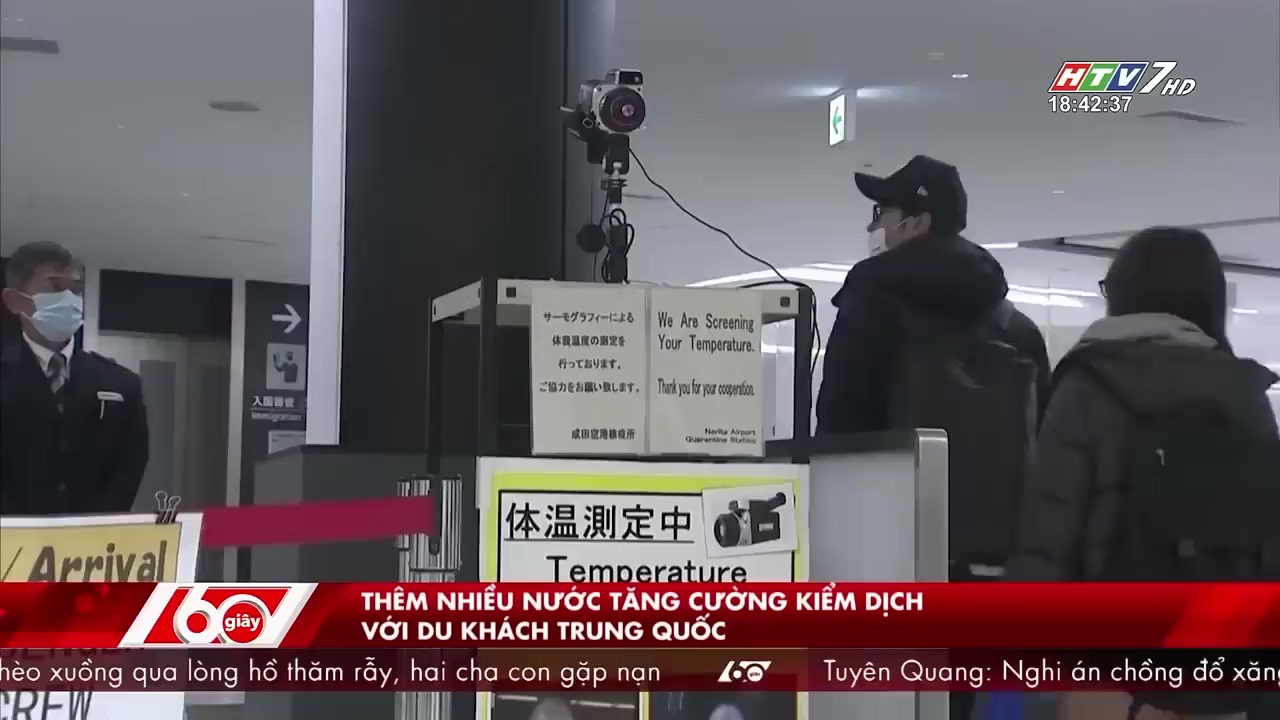 HTV7 HD
18:42:37
サーモグラフィーによる
体表温度の測定を
行っております。
ご協力をお願い致します。
成田空港検疫所
We Are Screening
Your Temperature.
Thank you for your cooperation.
Narita Airport
Quarantine Station
入国審査
Immigration
体温測定中
Temperature
/ Arrival
CREW
60 giây
THÊM NHIỀU NƯỚC TĂNG CƯỜNG KIỂM DỊCH
VỚI DU KHÁCH TRUNG QUỐC
hèo xuồng qua lòng hồ thăm rẫy, hai cha con gặp nạn
60 giây
Tuyên Quang: Nghi án chồng đổ xăng